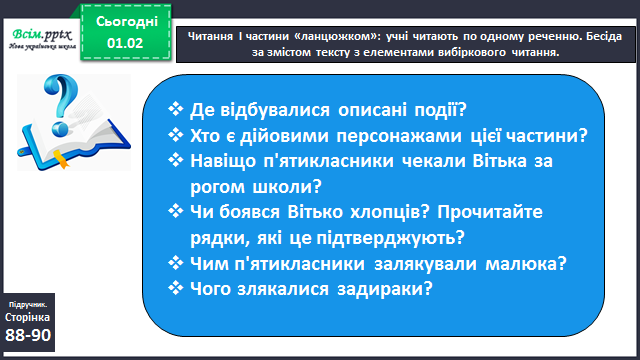 Всім.pptx
Нова українська школа
Сьогодні
01.02
Читання І частини «ланцюжком»: учні читають по одному реченню. Бесіда
за змістом тексту з елементами вибіркового читання.
❖ Де відбувалися описані події?
❖ Хто є дійовими персонажами цієї частини?
❖ Навіщо п'ятикласники чекали Вітька за
рогом школи?
❖ Чи боявся Вітько хлопців? Прочитайте
рядки, які це підтверджують?
❖ Чим п'ятикласники залякували малюка?
❖ Чого злякалися задираки?
Підручник.
Сторінка
88-90